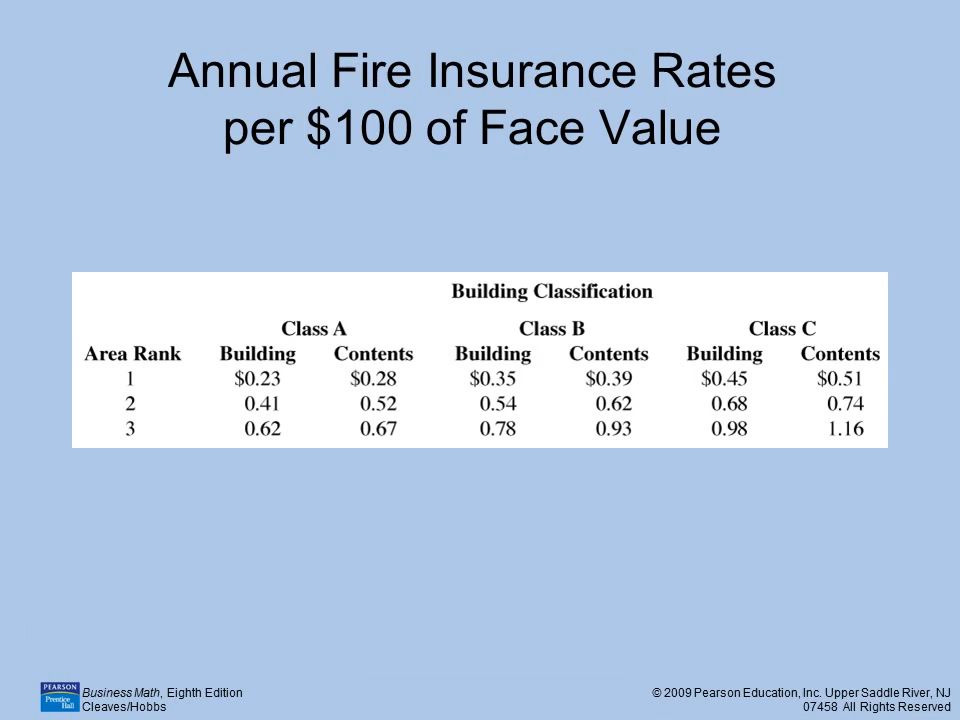 Annual Fire Insurance Rates
per $100 of Face Value
Building Classification
Class A Class B Class C
Area Rank Building Contents Building Contents Building Contents
1 $0.23 $0.28 $0.35 $0.39 $0.45 $0.51
2 0.41 0.52 0.54 0.62 0.68 0.74
3 0.62 0.67 0.78 0.93 0.98 1.16
PEARSON
Prentice
Hall
Business Math, Eighth Edition
Cleaves/Hobbs
© 2009 Pearson Education, Inc. Upper Saddle River, NJ
07458 All Rights Reserved